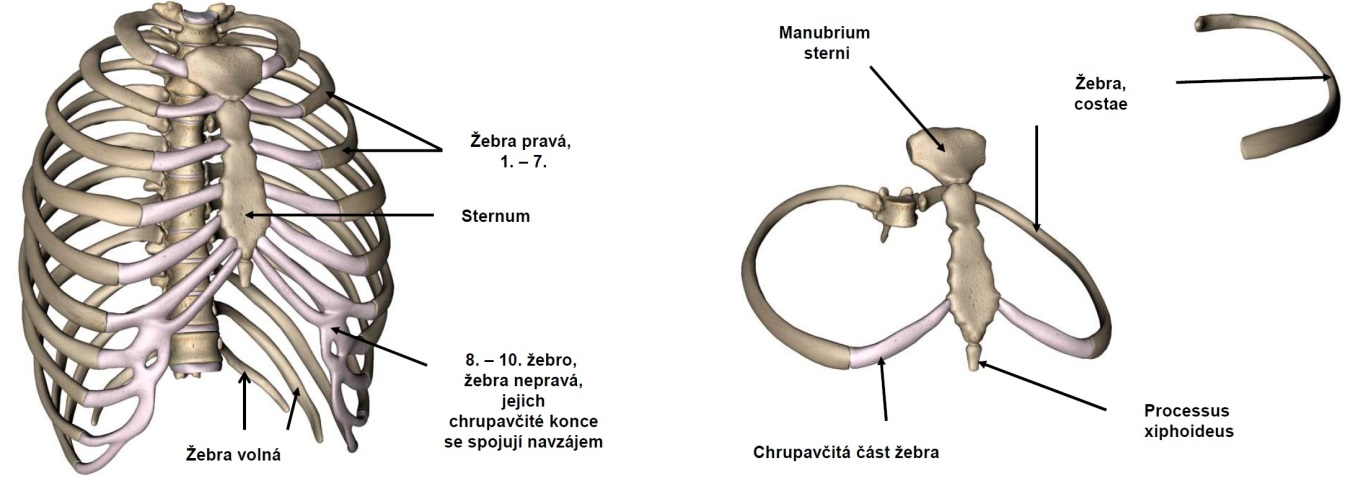 Žebra pravá,
1. – 7.
Sternum
8. – 10. žebro,
žebra nepravá,
jejich
chrupavčité konce
se spojují navzájem
Žebra volná
Manubrium
sterni
Žebra,
costae
Processus
xiphoideus
Chrupavčitá část žebra